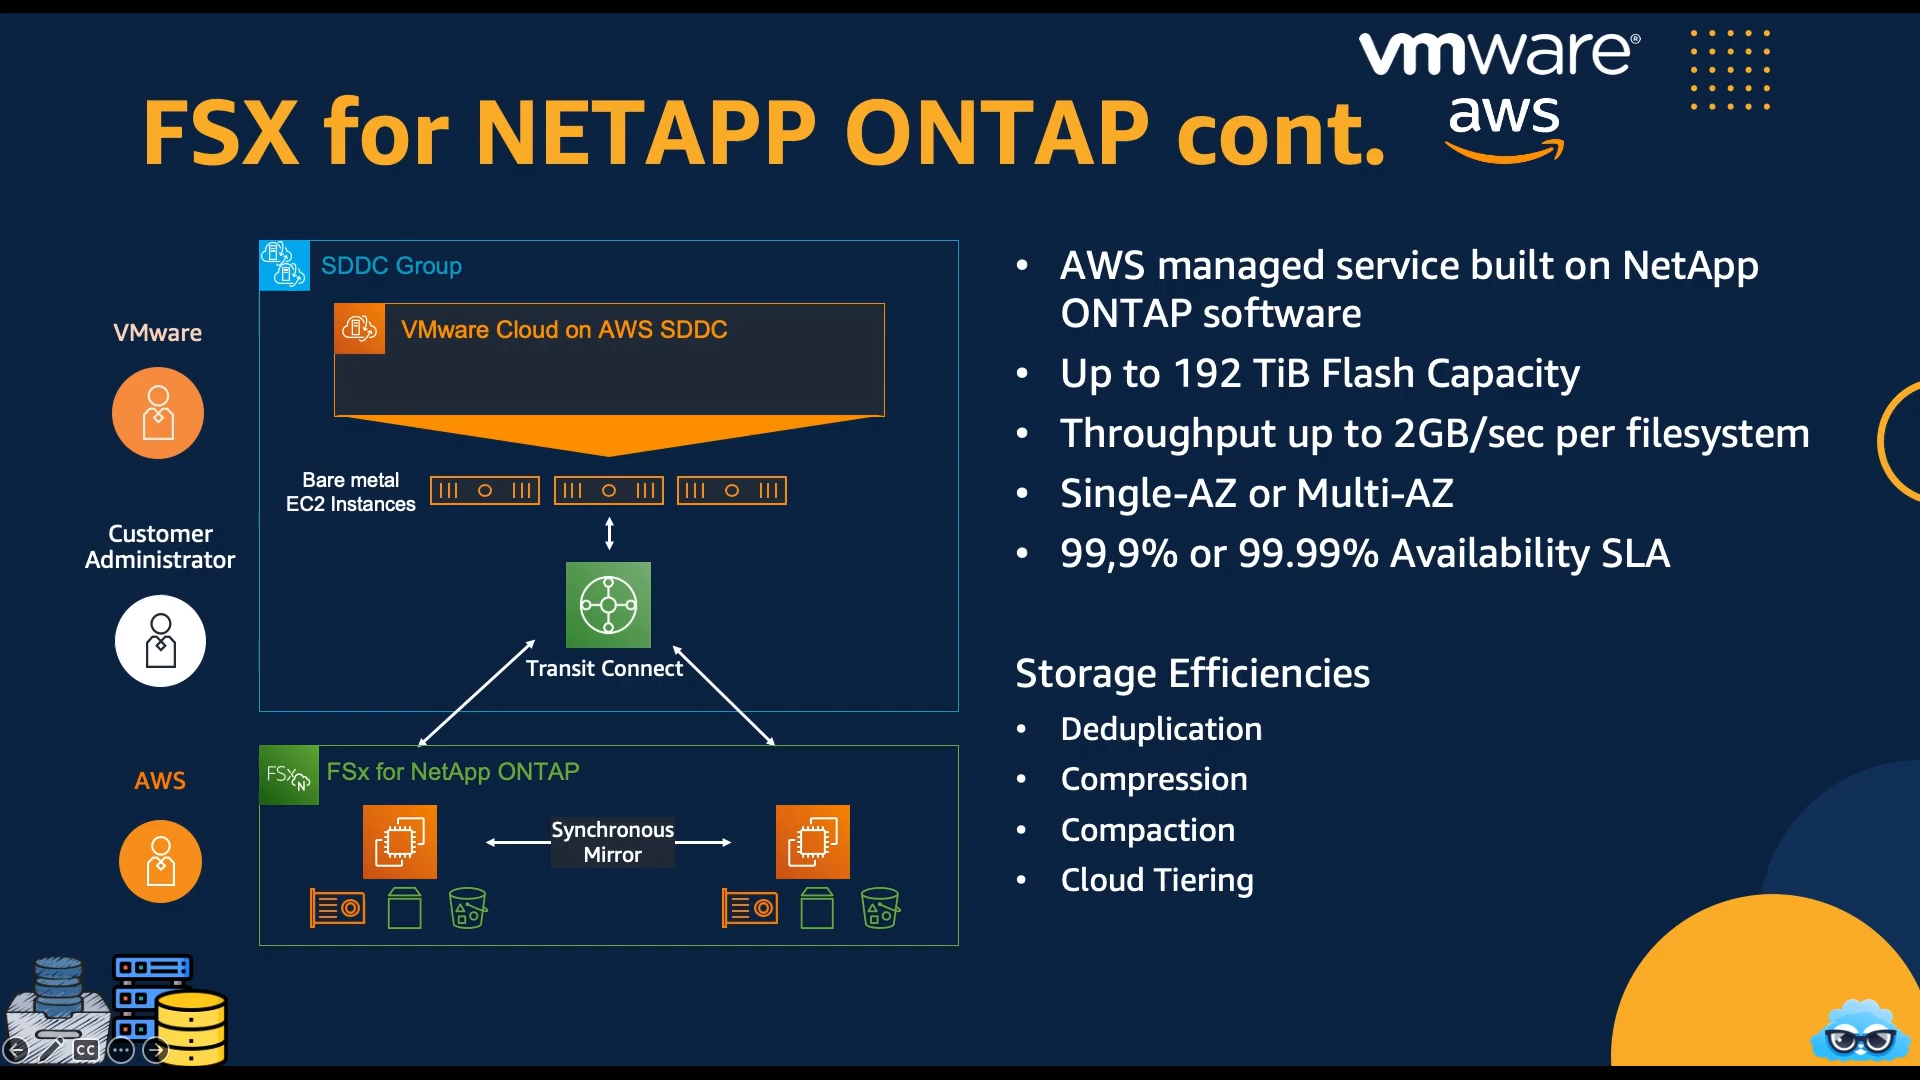 vmware®
aws
FSX for NETAPP ONTAP cont.
SDDC Group
VMware Cloud on AWS SDDC
VMware
Bare metal
EC2 Instances
Customer
Administrator
Transit Connect
AWS
FSx N
FSx for NetApp ONTAP
Synchronous
Mirror
• AWS managed service built on NetApp
ONTAP software
• Up to 192 TiB Flash Capacity
• Throughput up to 2GB/sec per filesystem
• Single-AZ or Multi-AZ
• 99,9% or 99.99% Availability SLA
Storage Efficiencies
• Deduplication
• Compression
• Compaction
• Cloud Tiering
CC